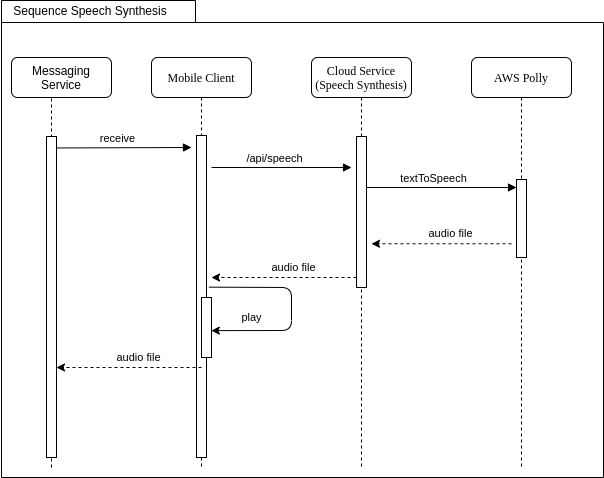 Sequence Speech Synthesis
Messaging
Service
Mobile Client
Cloud Service
(Speech Synthesis)
AWS Polly
receive
/api/speech
textToSpeech
audio file
audio file
play
audio file